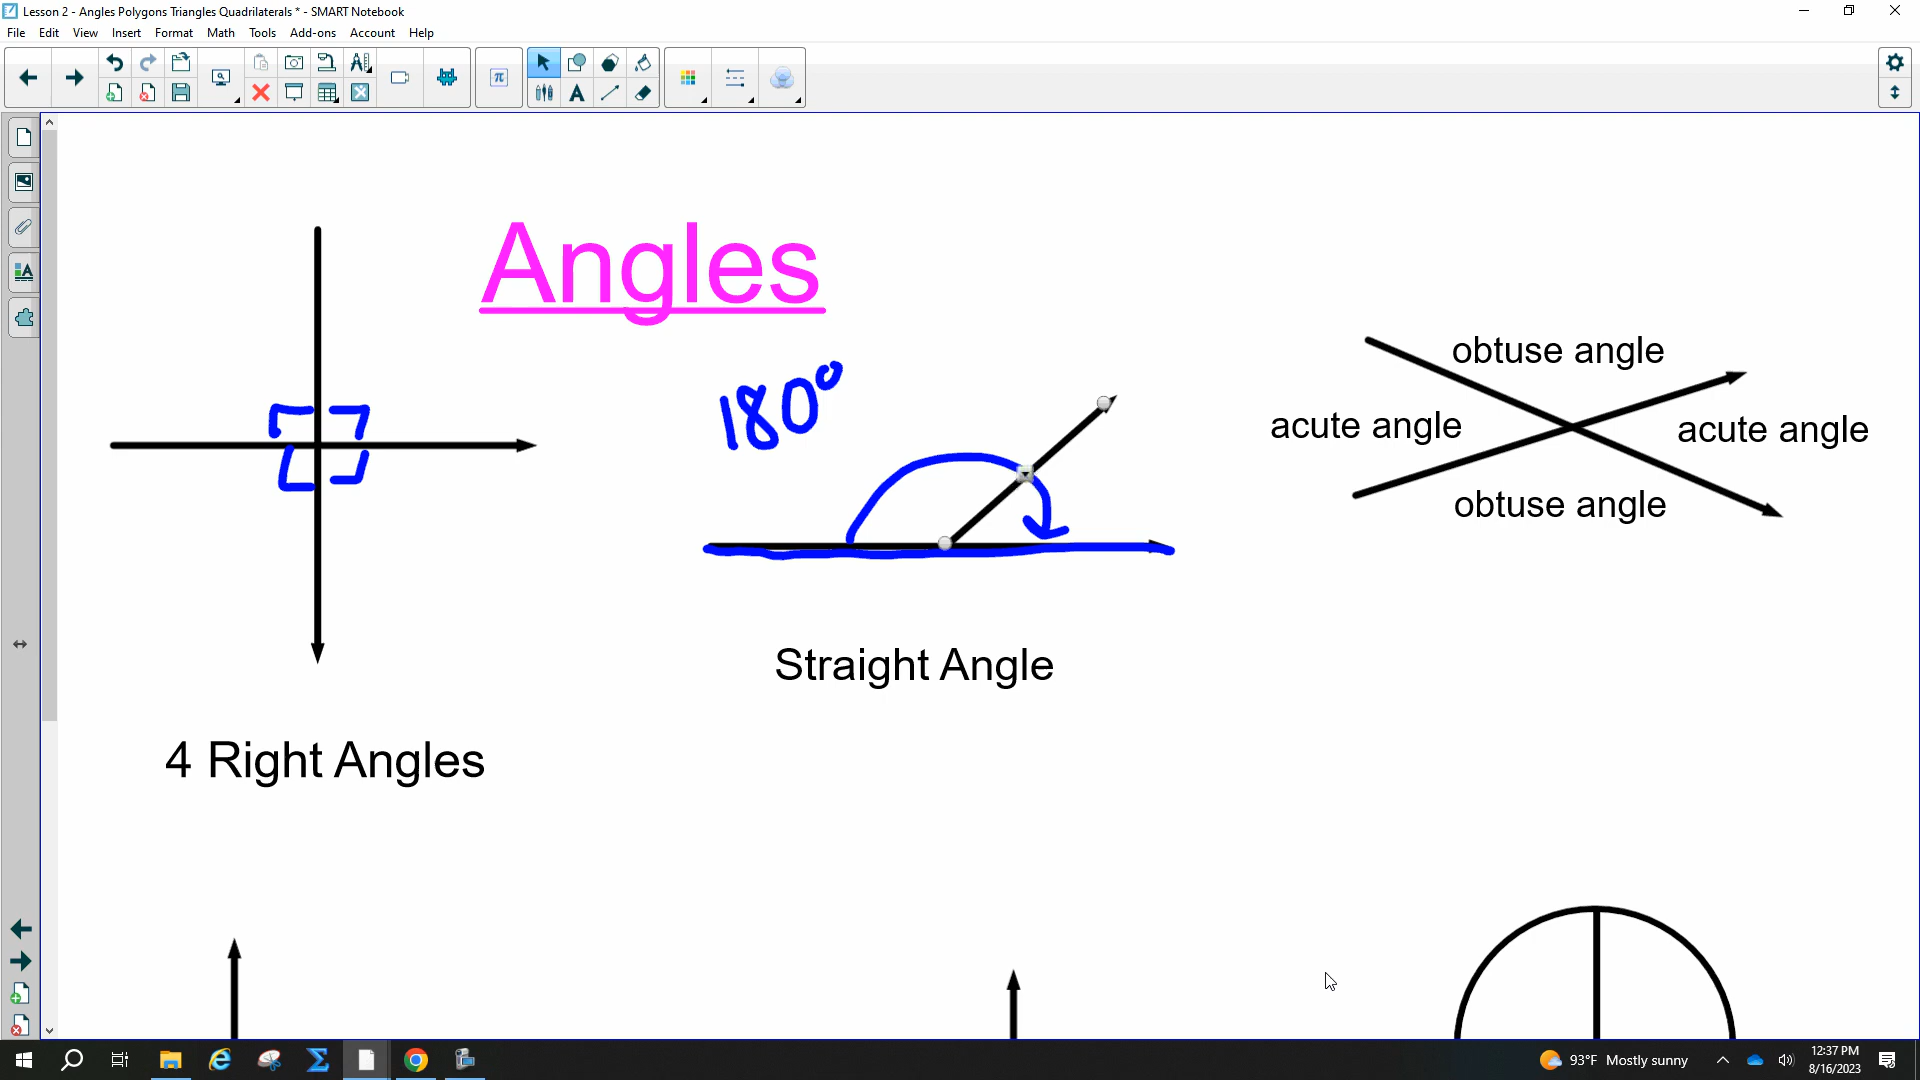 Lesson 2 - Angles Polygons Triangles Quadrilaterals * - SMART Notebook
File Edit View Insert Format Math Tools Add-ons Account Help
Angles
180°
obtuse angle
acute angle
acute angle
obtuse angle
Straight Angle
4 Right Angles
93°F Mostly sunny
12:37 PM
8/16/2023